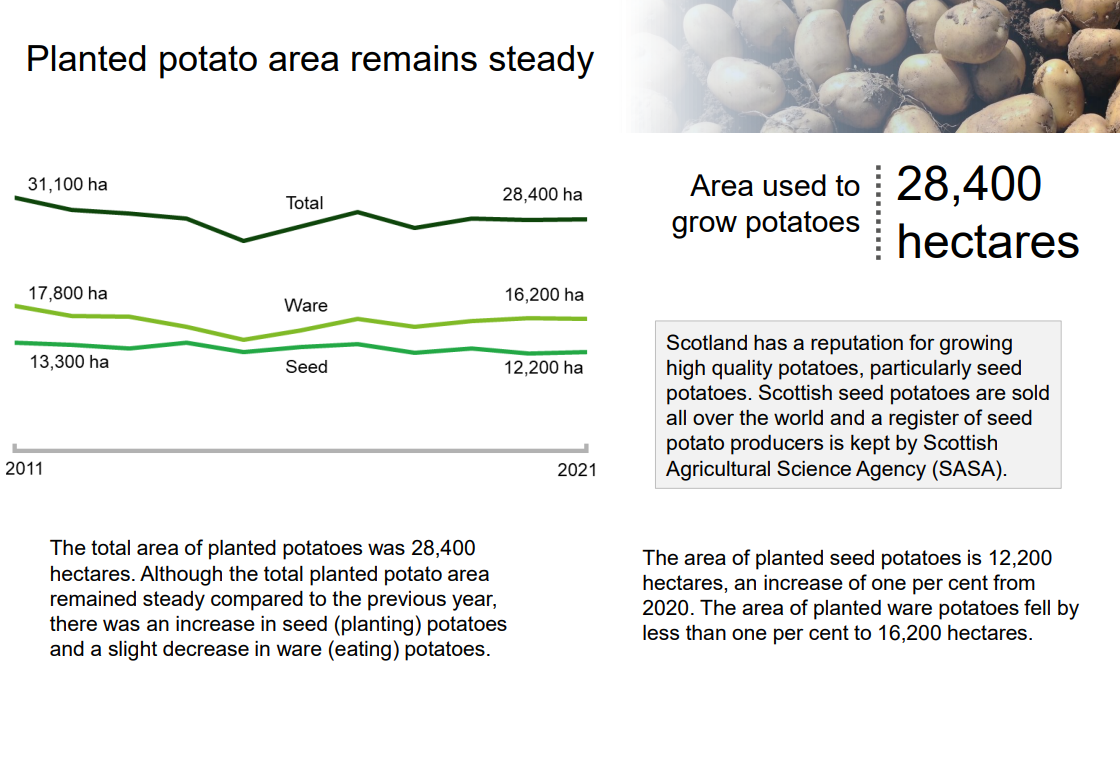 Planted potato area remains steady
31,100 ha
Total
28,400 ha
17,800 ha
Ware
16,200 ha
13,300 ha
Seed
12,200 ha
2011
2021
Area used to
grow potatoes
28,400
hectares
Scotland has a reputation for growing
high quality potatoes, particularly seed
potatoes. Scottish seed potatoes are sold
all over the world and a register of seed
potato producers is kept by Scottish
Agricultural Science Agency (SASA).
The total area of planted potatoes was 28,400
hectares. Although the total planted potato area
remained steady compared to the previous year,
there was an increase in seed (planting) potatoes
and a slight decrease in ware (eating) potatoes.
The area of planted seed potatoes is 12,200
hectares, an increase of one per cent from
2020. The area of planted ware potatoes fell by
less than one per cent to 16,200 hectares.